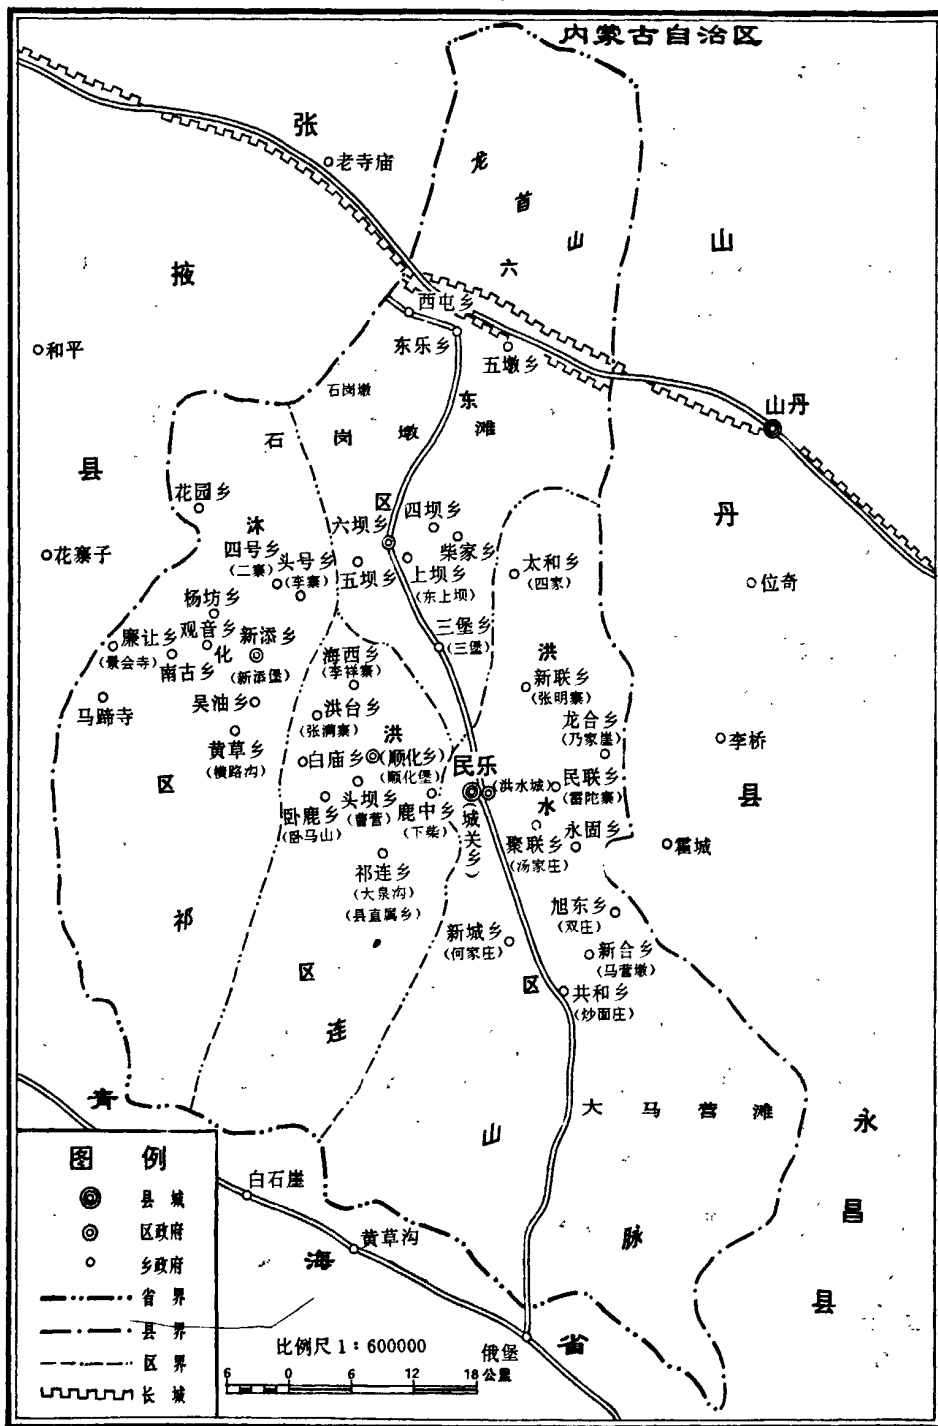 内蒙古自治区
张
老寺庙
龙
首
山
六
山
掖
西屯乡
和平
东乐乡
五墩乡
石岗墩
东
山丹
石 岗 墩 滩
县
花园乡
区
四坝乡
丹
沐
六坝乡
四号乡
(二寨)
头号乡
(李寨)
柴家乡
花寨子
五坝乡
上坝乡
(东上坝)
太和乡
(四家)
位奇
杨坊乡
观音乡
廉让乡
(景会寺)
化
新添乡
(新添堡)
南古乡
三堡乡
(三堡)
洪
海西乡
(李祥寨)
新联乡
(张明寨)
马蹄寺
吴油乡
洪台乡
(张满寨)
龙合乡
(乃家崖)
黄草乡
(横路沟)
洪
李桥
白庙乡
(顺化乡)
(顺化堡)
民乐
(洪水城)
民联乡
(雷陀寨)
区
县
卧鹿乡
(卧马山)
头坝乡
(曹营)
鹿中乡
(下柴)
(城关乡)
水
聚联乡
(汤家庄)
永固乡
霍城
祁连乡
(大泉沟)
(县直属乡)
祁
旭东乡
(双庄)
新城乡
(何家庄)
新合乡
(马营墩)
区
区
共和乡
(炒面庄)
连
青
大 马 营 滩
永
山
昌
县
白石崖
黄草沟
海
脉
俄堡
省
图 例
县 城
区政府
乡政府
省 界
县 界
区 界
长 城
比例尺 1:600000
6 0 6 12 18 公里